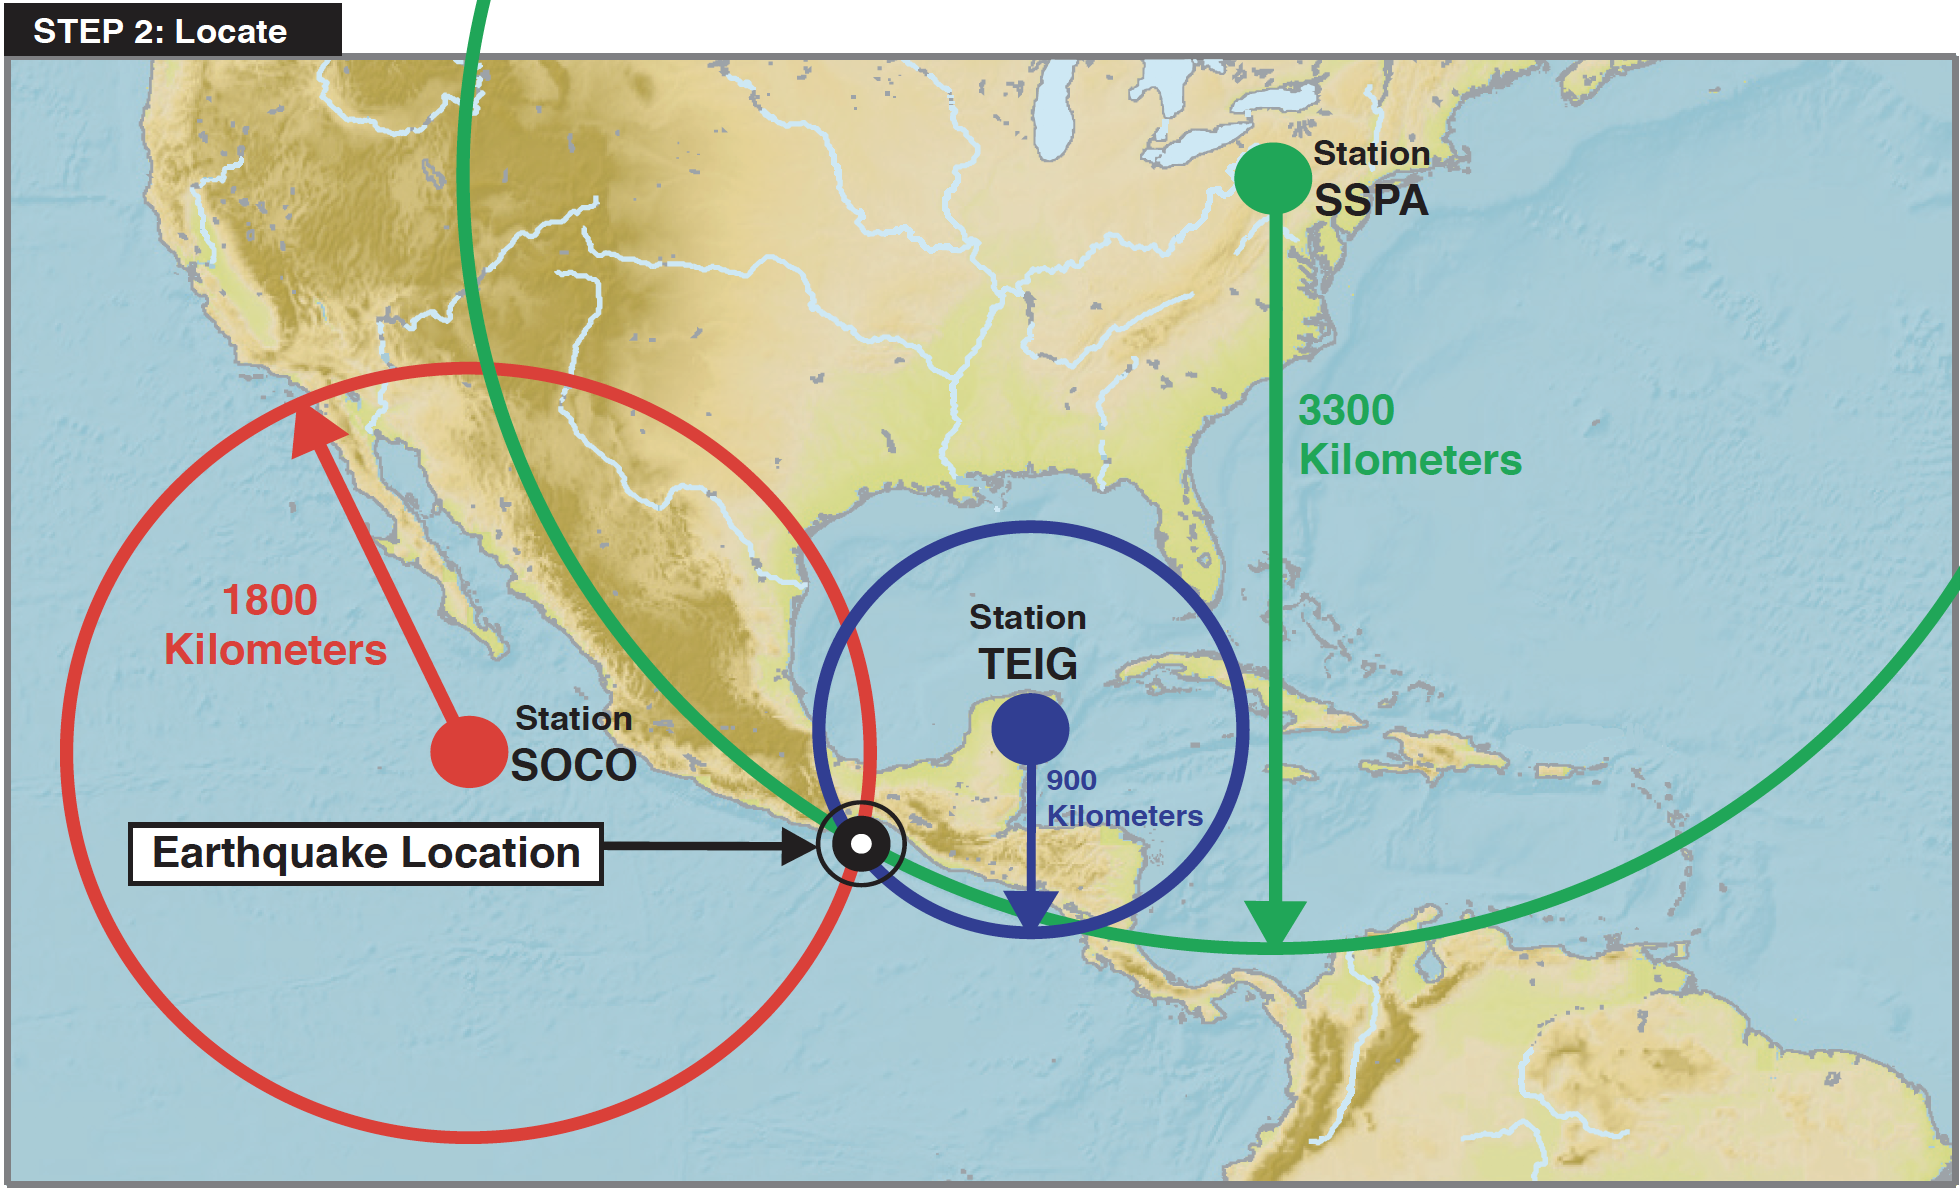 STEP 2: Locate
Station
SSPA
3300
Kilometers
1800
Kilometers
Station
TEIG
Station
SOCO
900
Kilometers
Earthquake Location